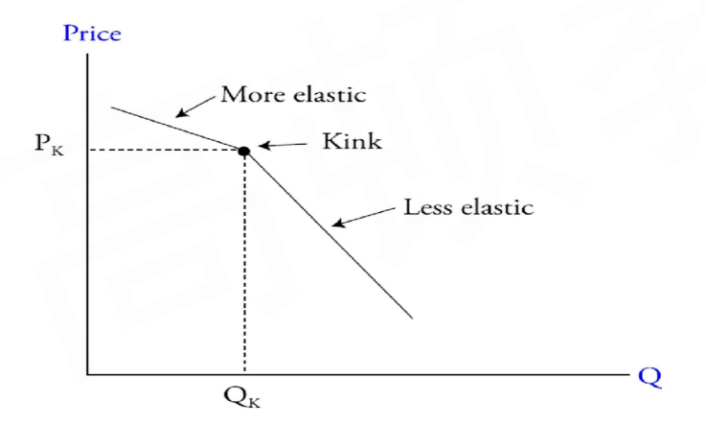 Price
More elastic
P_K
Kink
Less elastic
Q
Q_K